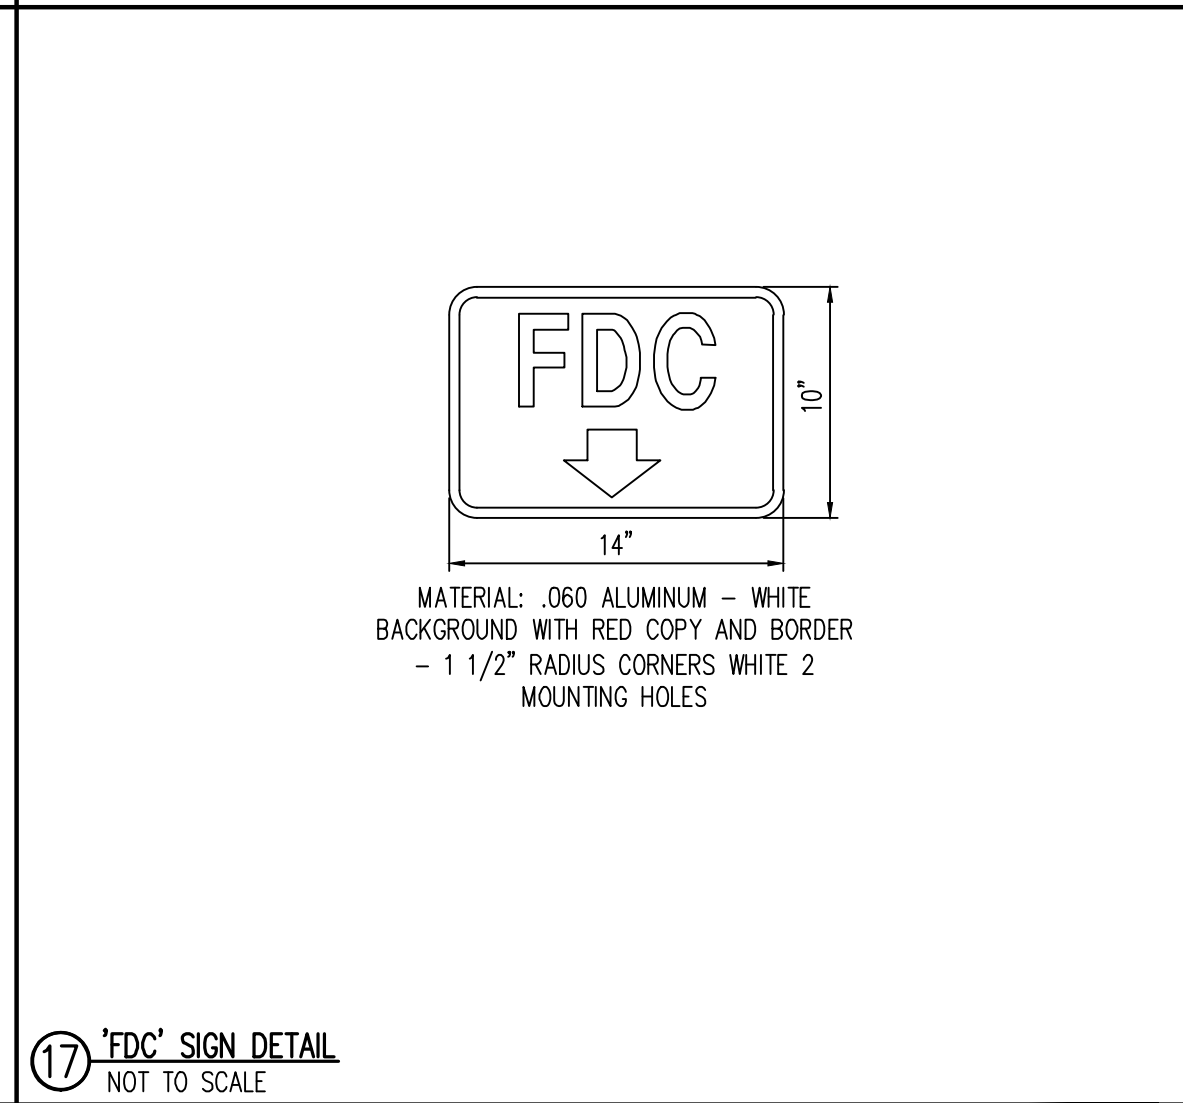 FDC
10”
14”
MATERIAL: .060 ALUMINUM – WHITE
BACKGROUND WITH RED COPY AND BORDER
– 1 1/2” RADIUS CORNERS WHITE 2
MOUNTING HOLES
17 'FDC' SIGN DETAIL
NOT TO SCALE